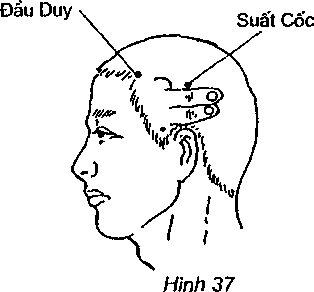 Đầu Duy
Suất Cốc
Hình 37